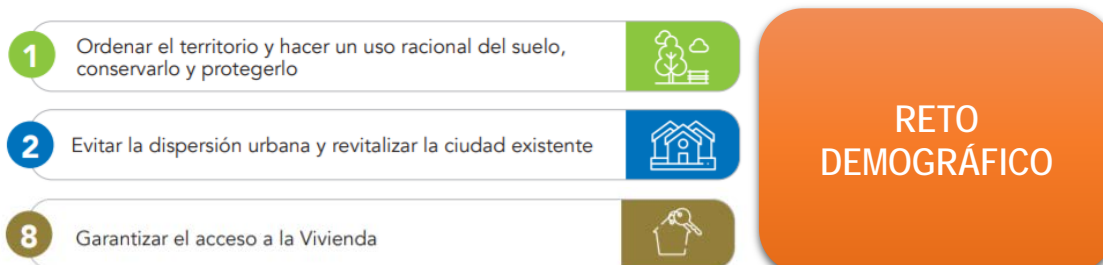 1
Ordenar el territorio y hacer un uso racional del suelo,
conservarlo y protegerlo
2
Evitar la dispersión urbana y revitalizar la ciudad existente
8
Garantizar el acceso a la Vivienda
RETO
DEMOGRÁFICO